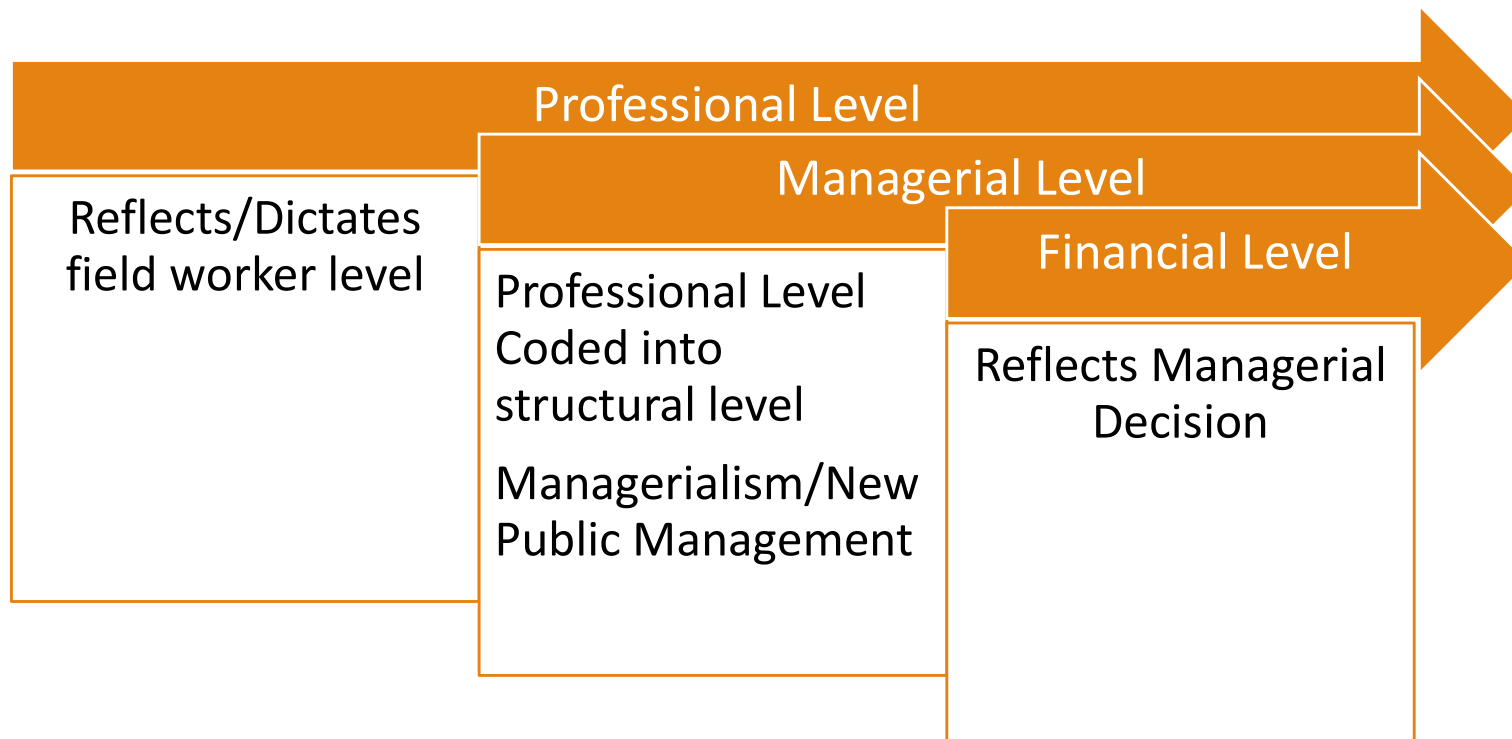 Professional Level
Reflects/Dictates
field worker level
Managerial Level
Professional Level
Coded into
structural level
Managerialism/New
Public Management
Financial Level
Reflects Managerial
Decision